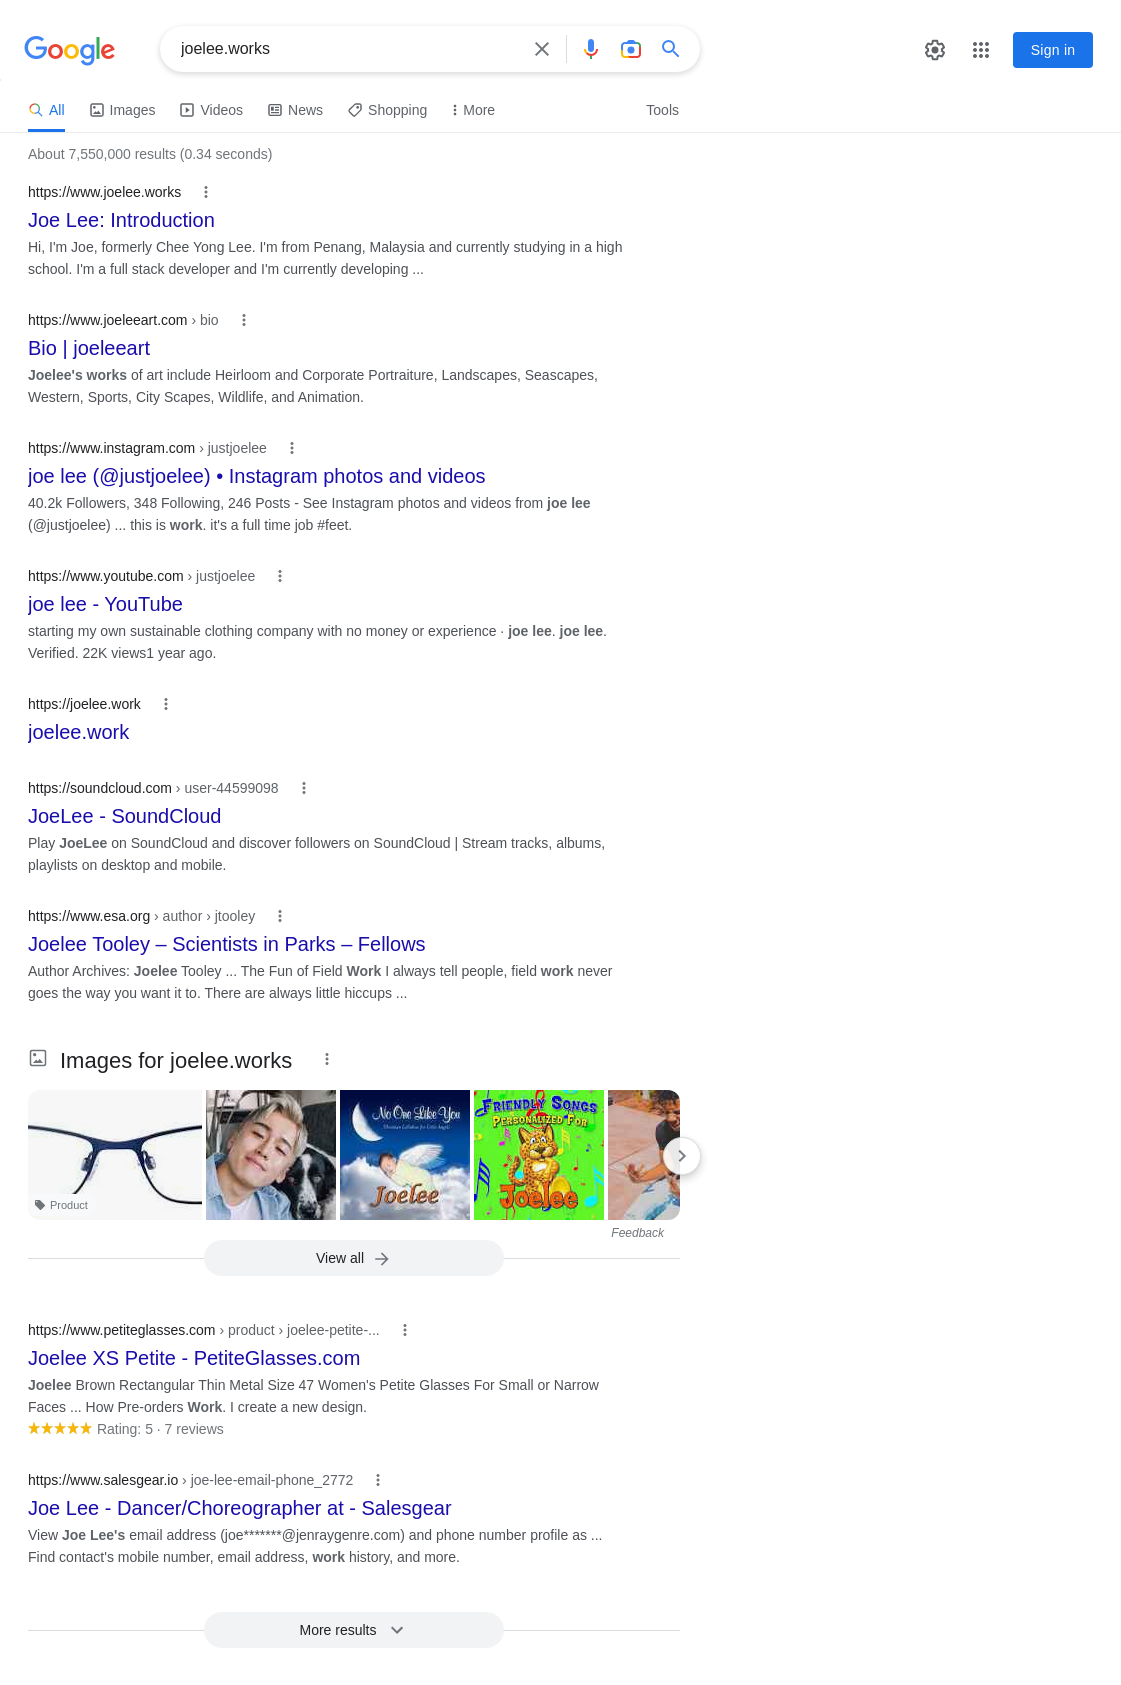 Google
joelee.works
Sign in
All
Images
Videos
News
Shopping
More
Tools
About 7,550,000 results (0.34 seconds)
https://www.joelee.works
Joe Lee: Introduction
Hi, I'm Joe, formerly Chee Yong Lee. I'm from Penang, Malaysia and currently studying in a high
school. I'm a full stack developer and I'm currently developing ...
https://www.joeleeart.com › bio
Bio | joeleeart
Joelee's works of art include Heirloom and Corporate Portraiture, Landscapes, Seascapes,
Western, Sports, City Scapes, Wildlife, and Animation.
https://www.instagram.com › justjoelee
joe lee (@justjoelee) • Instagram photos and videos
40.2k Followers, 348 Following, 246 Posts - See Instagram photos and videos from joe lee
(@justjoelee) ... this is work. it's a full time job #feet.
https://www.youtube.com › justjoelee
joe lee - YouTube
starting my own sustainable clothing company with no money or experience · joe lee. joe lee.
Verified. 22K views1 year ago.
https://joelee.work
joelee.work
https://soundcloud.com › user-44599098
JoeLee - SoundCloud
Play JoeLee on SoundCloud and discover followers on SoundCloud | Stream tracks, albums,
playlists on desktop and mobile.
https://www.esa.org › author › jtooley
Joelee Tooley – Scientists in Parks – Fellows
Author Archives: Joelee Tooley ... The Fun of Field Work I always tell people, field work never
goes the way you want it to. There are always little hiccups ...
Images for joelee.works
Product
No One Like You
Christian Lullabies for Little Angels
Joelee
FRIENDLY SONGS
PERSONALIZED FOR
Joelee
Feedback
View all
https://www.petiteglasses.com › product › joelee-petite-...
Joelee XS Petite - PetiteGlasses.com
Joelee Brown Rectangular Thin Metal Size 47 Women's Petite Glasses For Small or Narrow
Faces ... How Pre-orders Work. I create a new design.
Rating: 5 · 7 reviews
https://www.salesgear.io › joe-lee-email-phone_2772
Joe Lee - Dancer/Choreographer at - Salesgear
View Joe Lee's email address (joe*******@jenraygenre.com) and phone number profile as ...
Find contact's mobile number, email address, work history, and more.
More results